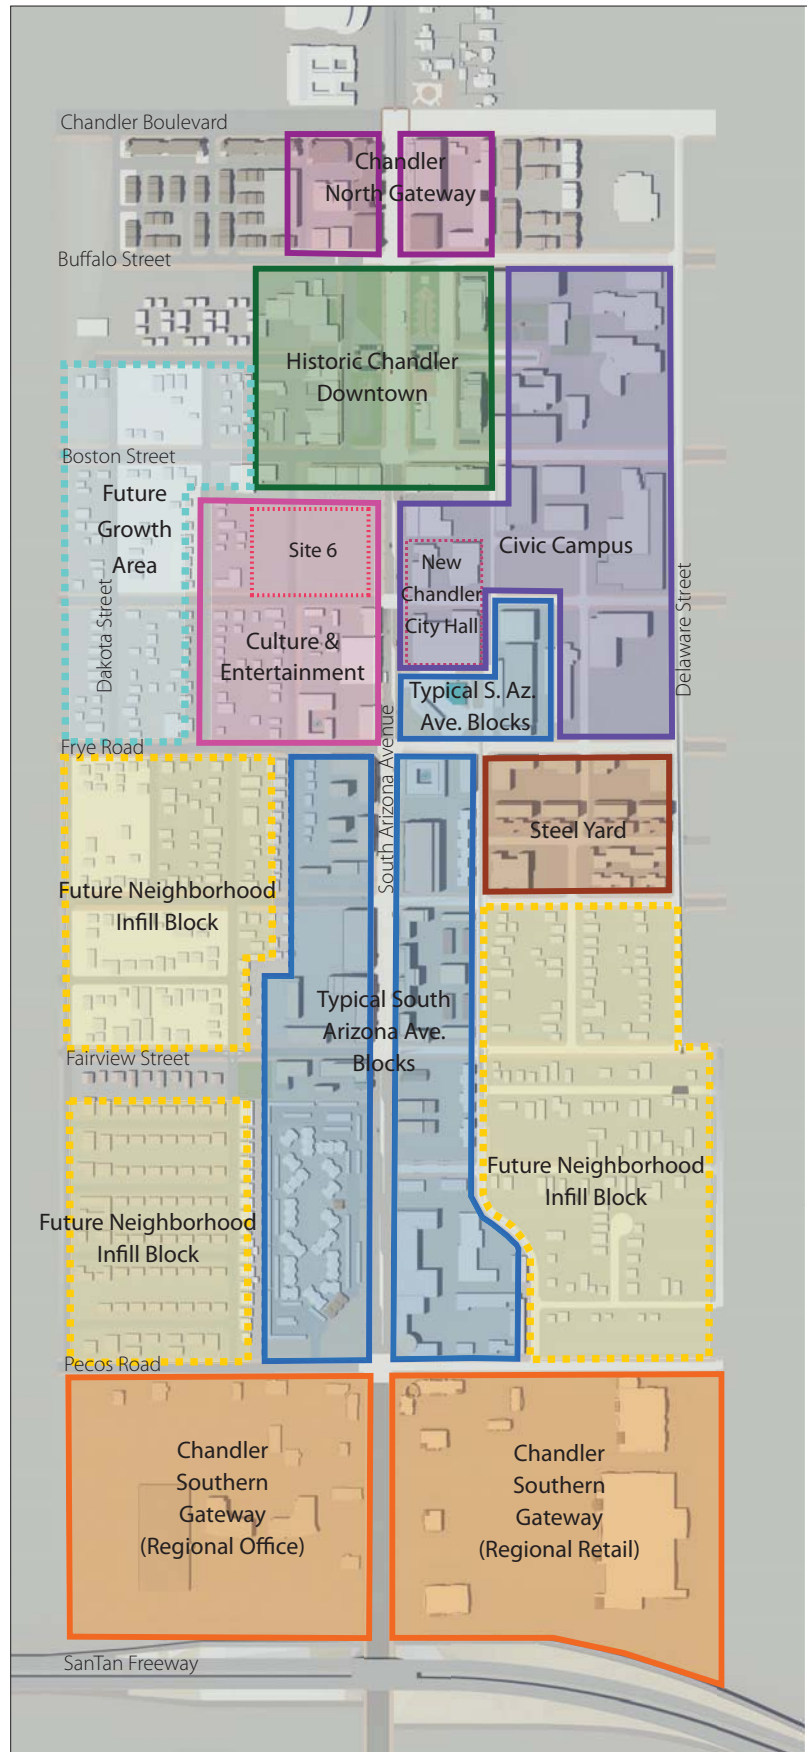 Chandler Boulevard
Chandler
North Gateway
Buffalo Street
Historic Chandler
Downtown
Boston Street
Future
Growth
Area
Dakota Street
Site 6
Civic Campus
New
Chandler
City Hall
Delaware Street
Culture &
Entertainment
Typical S. Az.
Ave. Blocks
Frye Road
South Arizona Avenue
Steel Yard
Future Neighborhood
Infill Block
Typical South
Arizona Ave.
Blocks
Fairview Street
Future Neighborhood
Infill Block
Future Neighborhood
Infill Block
Pecos Road
Chandler
Southern
Gateway
(Regional Office)
Chandler
Southern
Gateway
(Regional Retail)
SanTan Freeway